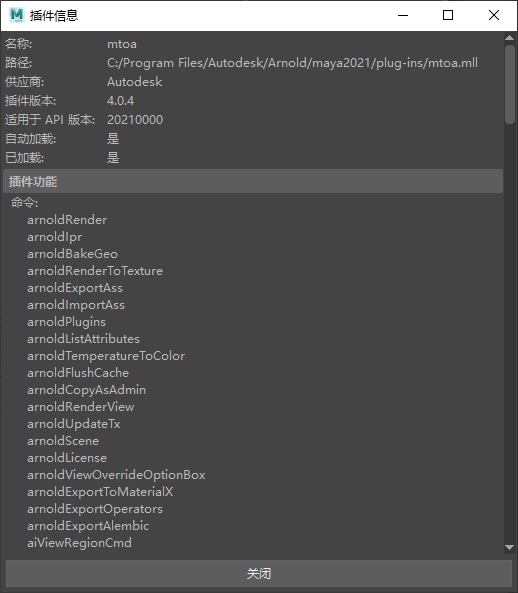 插件信息
名称: mtoa
路径: C:/Program Files/Autodesk/Arnold/maya2021/plug-ins/mtoa.mll
供应商: Autodesk
插件版本: 4.0.4
适用于 API 版本: 20210000
自动加载: 是
已加载: 是
插件功能
命令:
arnoldRender
arnoldIpr
arnoldBakeGeo
arnoldRenderToTexture
arnoldExportAss
arnoldImportAss
arnoldPlugins
arnoldListAttributes
arnoldTemperatureToColor
arnoldFlushCache
arnoldCopyAsAdmin
arnoldRenderView
arnoldUpdateTx
arnoldScene
arnoldLicense
arnoldViewOverrideOptionBox
arnoldExportToMaterialX
arnoldExportOperators
arnoldExportAlembic
aiViewRegionCmd
关闭